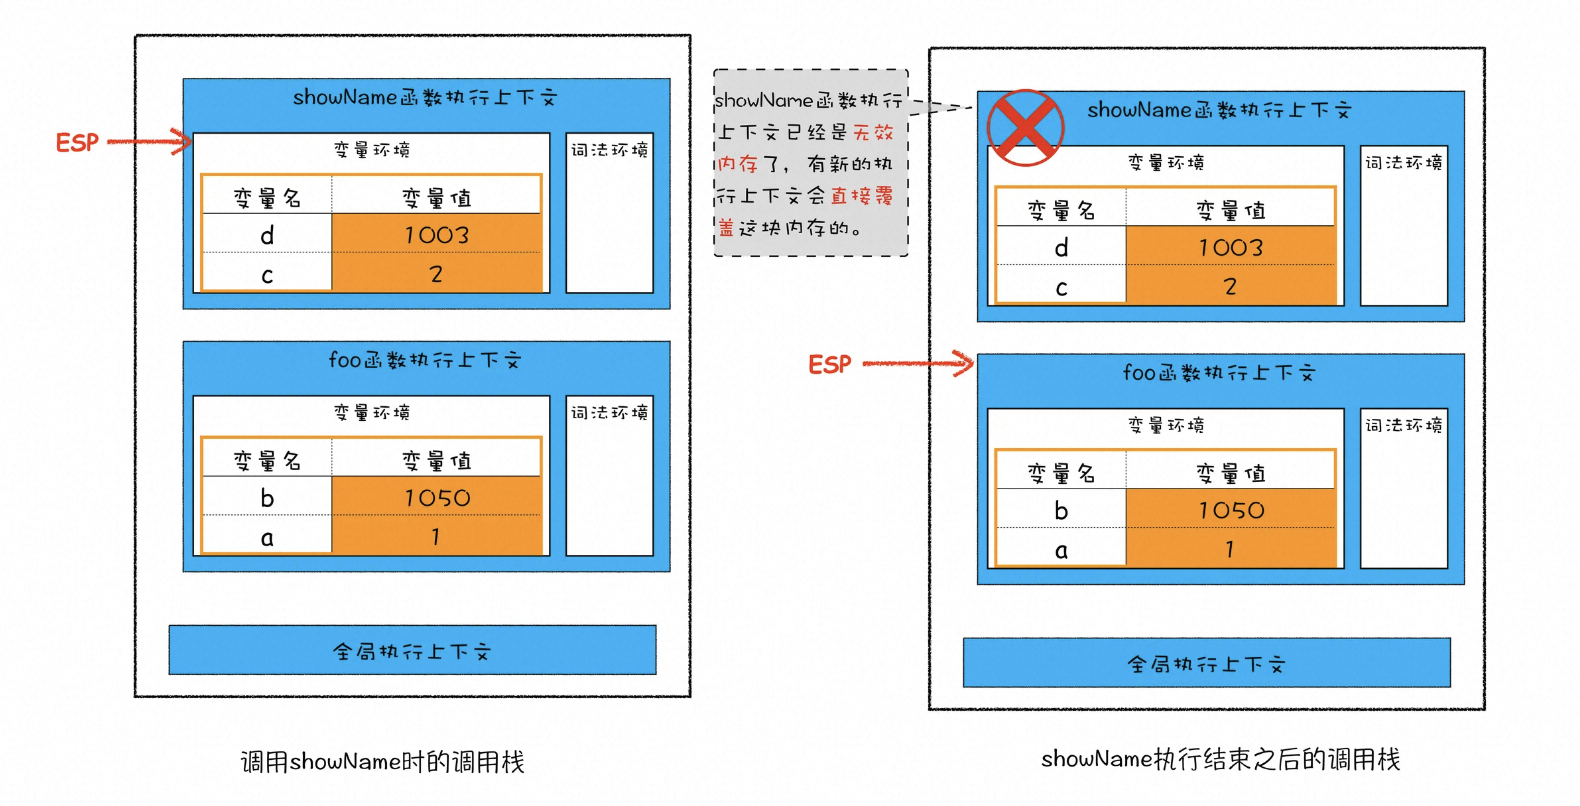 showName函数执行上下文
ESP
变量环境
词法环境
变量名 变量值
d 1003
c 2
foo函数执行上下文
变量环境
词法环境
变量名 变量值
b 1050
a 1
全局执行上下文
调用showName时的调用栈
showName函数执行
上下文已经是无效
内存了，有新的执
行上下文会直接覆
盖这块内存的。
showName函数执行上下文
变量环境
词法环境
变量名 变量值
d 1003
c 2
ESP
foo函数执行上下文
变量环境
词法环境
变量名 变量值
b 1050
a 1
全局执行上下文
showName执行结束之后的调用栈